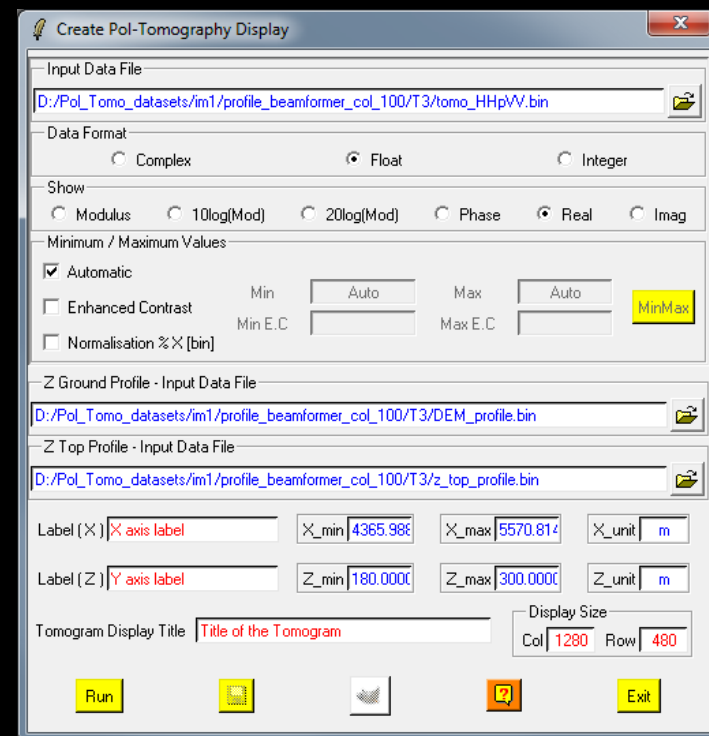 Create Pol-Tomography Display
Input Data File
D:/Pol_Tomo_datasets/im1/profile_beamformer_col_100/T3/tomo_HHpVV.bin
Data Format
Complex Float Integer
Show
Modulus 10log(Mod) 20log(Mod) Phase Real Imag
Minimum / Maximum Values
Automatic
Min Auto Max Auto
Enhanced Contrast
MinMax
Min E.C Max E.C
Normalisation % X [bin]
Z Ground Profile - Input Data File
D:/Pol_Tomo_datasets/im1/profile_beamformer_col_100/T3/DEM_profile.bin
Z Top Profile - Input Data File
D:/Pol_Tomo_datasets/im1/profile_beamformer_col_100/T3/z_top_profile.bin
Label ( X ) X axis label X_min 4365.988 X_max 5570.814 X_unit m
Label ( Z ) Y axis label Z_min 180.0000 Z_max 300.0000 Z_unit m
Display Size
Tomogram Display Title Title of the Tomogram Col 1280 Row 480
Run ? Exit